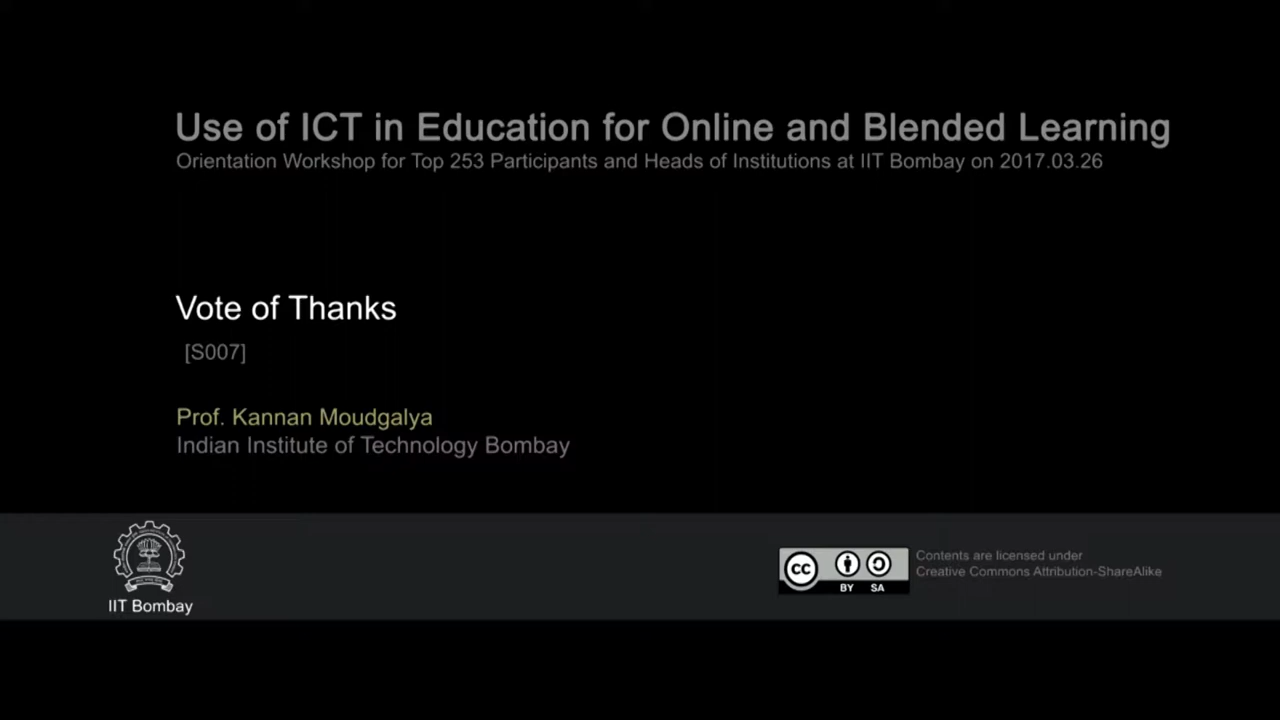 Use of ICT in Education for Online and Blended Learning
Orientation Workshop for Top 253 Participants and Heads of Institutions at IIT Bombay on 2017.03.26
Vote of Thanks
[S007]
Prof. Kannan Moudgalya
Indian Institute of Technology Bombay
IIT Bombay
cc
BY SA
Contents are licensed under
Creative Commons Attribution-ShareAlike